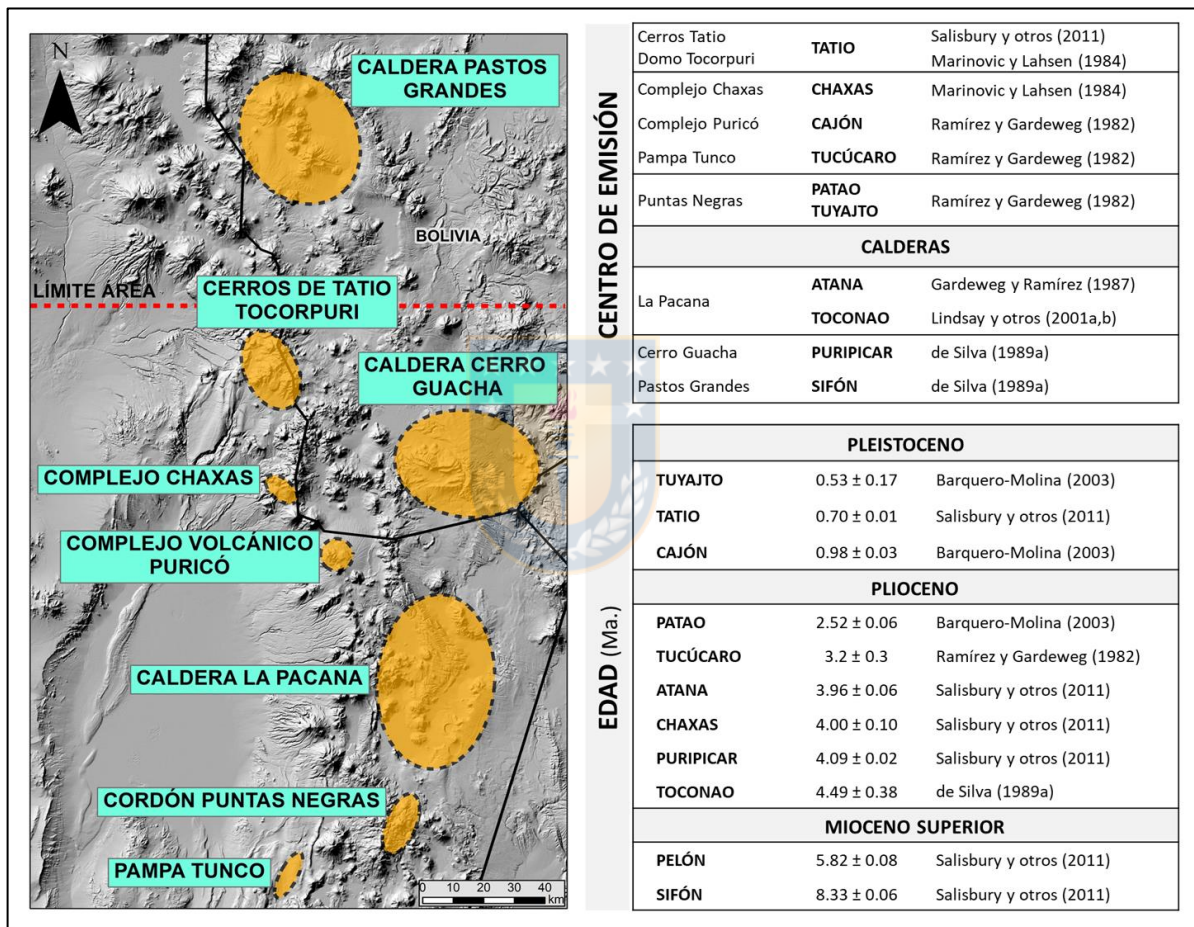 N
CALDERA PASTOS
GRANDES
BOLIVIA
LÍMITE ÁREA
CERROS DE TATIO
TOCORPURI
CALDERA CERRO
GUACHA
COMPLEJO CHAXAS
COMPLEJO VOLCÁNICO
PURICÓ
CALDERA LA PACANA
CORDÓN PUNTAS NEGRAS
PAMPA TUNCO
0 10 20 30 40
km
CENTRO DE EMISIÓN
Cerros Tatio
Domo Tocorpuri
TATIO
Salisbury y otros (2011)
Marinovic y Lahsen (1984)
Complejo Chaxas CHAXAS Marinovic y Lahsen (1984)
Complejo Puricó CAJÓN Ramírez y Gardeweg (1982)
Pampa Tunco TUCÚCARO Ramírez y Gardeweg (1982)
Puntas Negras
PATAO
TUYAJTO
Ramírez y Gardeweg (1982)
CALDERAS
La Pacana
ATANA Gardeweg y Ramírez (1987)
TOCONAO Lindsay y otros (2001a,b)
Cerro Guacha PURIPICAR de Silva (1989a)
Pastos Grandes SIFÓN de Silva (1989a)
EDAD (Ma.)
PLEISTOCENO
TUYAJTO 0.53 ± 0.17 Barquero-Molina (2003)
TATIO 0.70 ± 0.01 Salisbury y otros (2011)
CAJÓN 0.98 ± 0.03 Barquero-Molina (2003)
PLIOCENO
PATAO 2.52 ± 0.06 Barquero-Molina (2003)
TUCÚCARO 3.2 ± 0.3 Ramírez y Gardeweg (1982)
ATANA 3.96 ± 0.06 Salisbury y otros (2011)
CHAXAS 4.00 ± 0.10 Salisbury y otros (2011)
PURIPICAR 4.09 ± 0.02 Salisbury y otros (2011)
TOCONAO 4.49 ± 0.38 de Silva (1989a)
MIOCENO SUPERIOR
PELÓN 5.82 ± 0.08 Salisbury y otros (2011)
SIFÓN 8.33 ± 0.06 Salisbury y otros (2011)